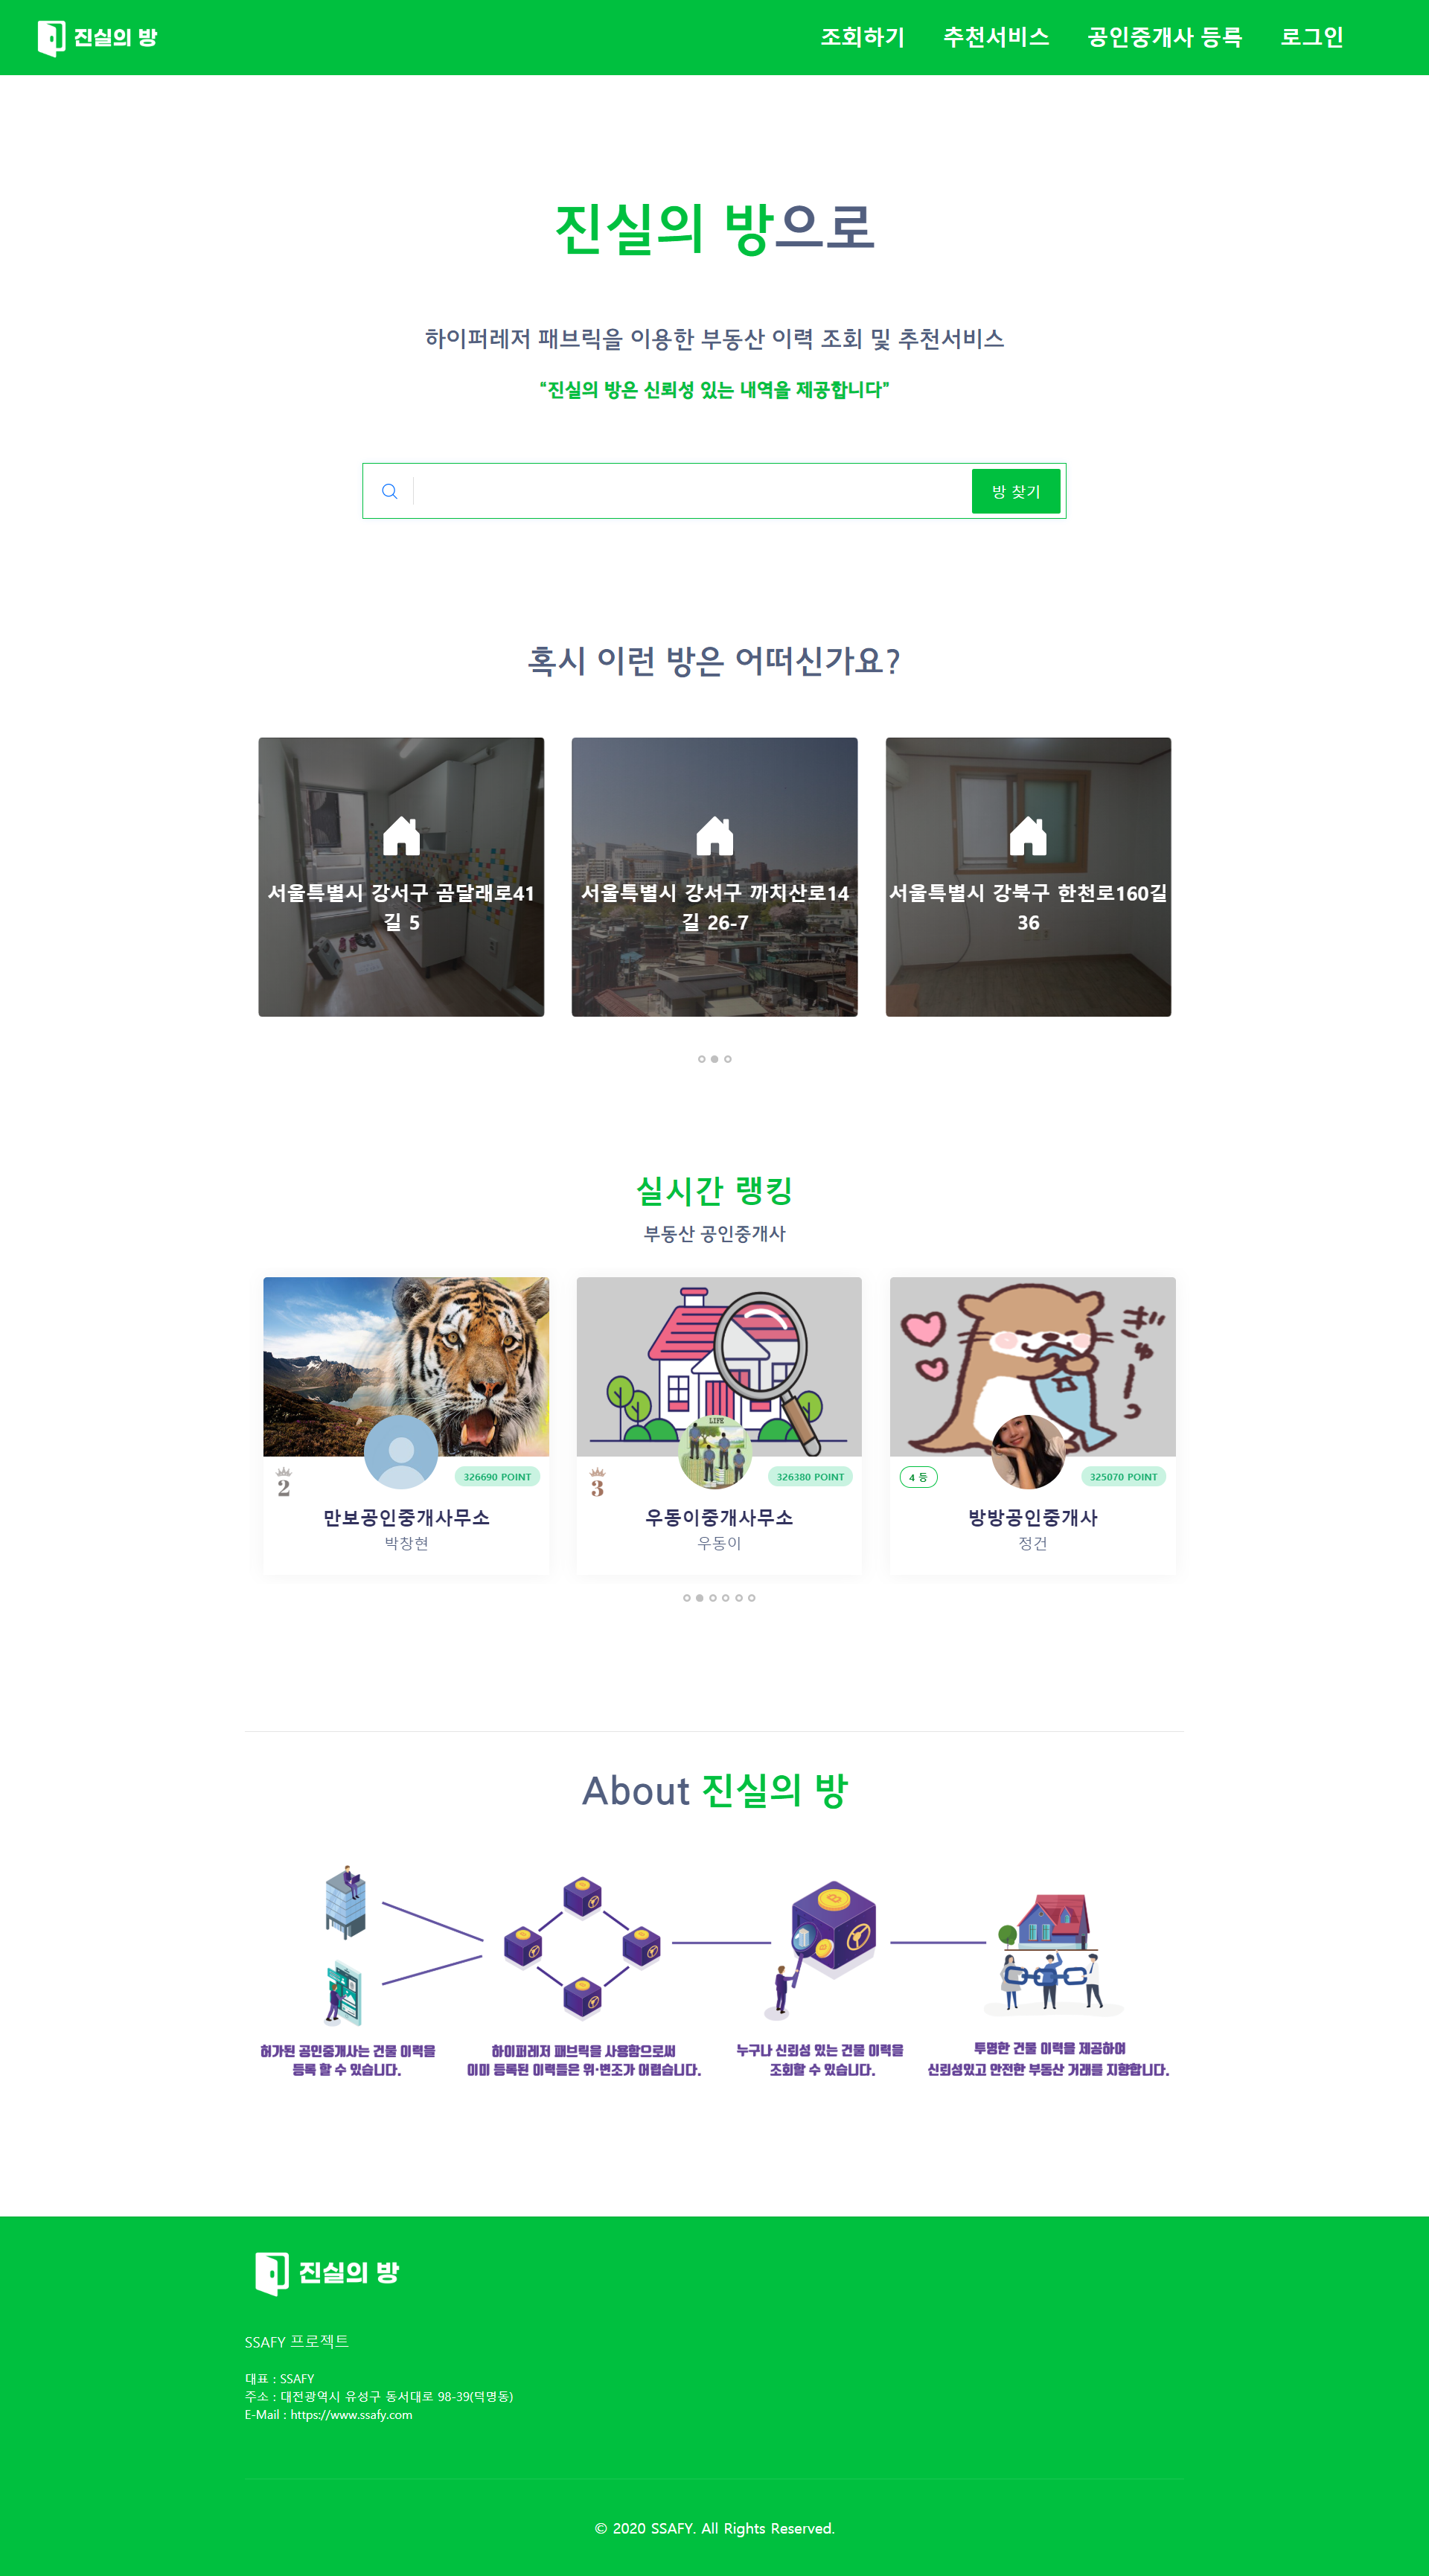 진실의 방
조회하기 추천서비스 공인중개사 등록 로그인
진실의 방으로
하이퍼레저 패브릭을 이용한 부동산 이력 조회 및 추천서비스
“진실의 방은 신뢰성 있는 내역을 제공합니다”
방 찾기
혹시 이런 방은 어떠신가요?
서울특별시 강서구 곰달래로41
길 5
서울특별시 강서구 까치산로14
길 26-7
서울특별시 강북구 한천로160길
36
실시간 랭킹
부동산 공인중개사
2
326690 POINT
만보공인중개사무소
박창현
LIFE
3
326380 POINT
우동이중개사무소
우동이
ぎゅーっ
4 등
325070 POINT
방방공인중개사
정건
About 진실의 방
허가된 공인중개사는 건물 이력을
등록 할 수 있습니다.
하이퍼레저 패브릭을 사용함으로써
이미 등록된 이력들은 위·변조가 어렵습니다.
누구나 신뢰성 있는 건물 이력을
조회할 수 있습니다.
투명한 건물 이력을 제공하여
신뢰성있고 안전한 부동산 거래를 지향합니다.
진실의 방
SSAFY 프로젝트
대표 : SSAFY
주소 : 대전광역시 유성구 동서대로 98-39(덕명동)
E-Mail : https://www.ssafy.com
© 2020 SSAFY. All Rights Reserved.